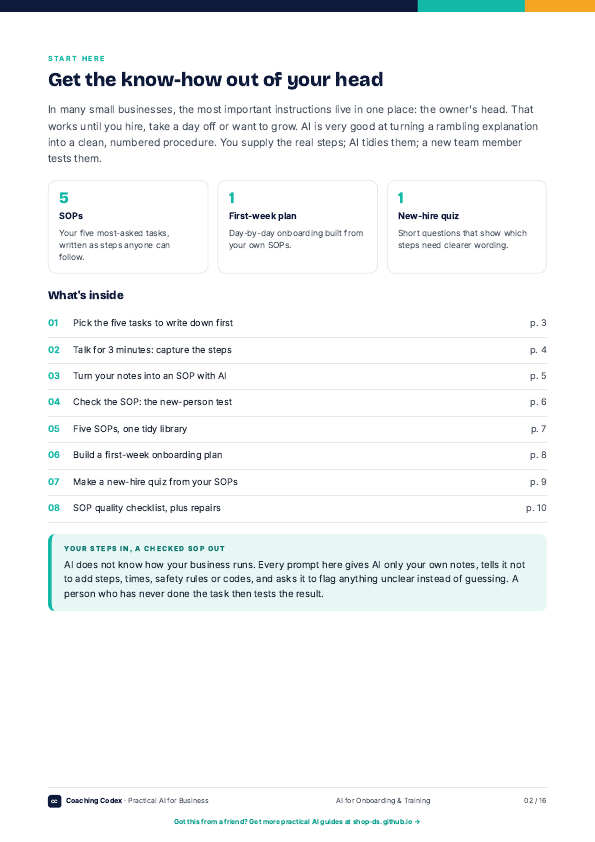 START HERE
Get the know-how out of your head
In many small businesses, the most important instructions live in one place: the owner's head. That
works until you hire, take a day off or want to grow. AI is very good at turning a rambling explanation
into a clean, numbered procedure. You supply the real steps; AI tidies them; a new team member
tests them.
5
SOPs
Your five most-asked tasks,
written as steps anyone can
follow.
1
First-week plan
Day-by-day onboarding built from
your own SOPs.
1
New-hire quiz
Short questions that show which
steps need clearer wording.
What's inside
01 Pick the five tasks to write down first p. 3
02 Talk for 3 minutes: capture the steps p. 4
03 Turn your notes into an SOP with AI p. 5
04 Check the SOP: the new-person test p. 6
05 Five SOPs, one tidy library p. 7
06 Build a first-week onboarding plan p. 8
07 Make a new-hire quiz from your SOPs p. 9
08 SOP quality checklist, plus repairs p. 10
YOUR STEPS IN, A CHECKED SOP OUT
AI does not know how your business runs. Every prompt here gives AI only your own notes, tells it not
to add steps, times, safety rules or codes, and asks it to flag anything unclear instead of guessing. A
person who has never done the task then tests the result.
cc Coaching Codex · Practical AI for Business AI for Onboarding & Training 02 / 16
Got this from a friend? Get more practical AI guides at shop-ds.github.io →